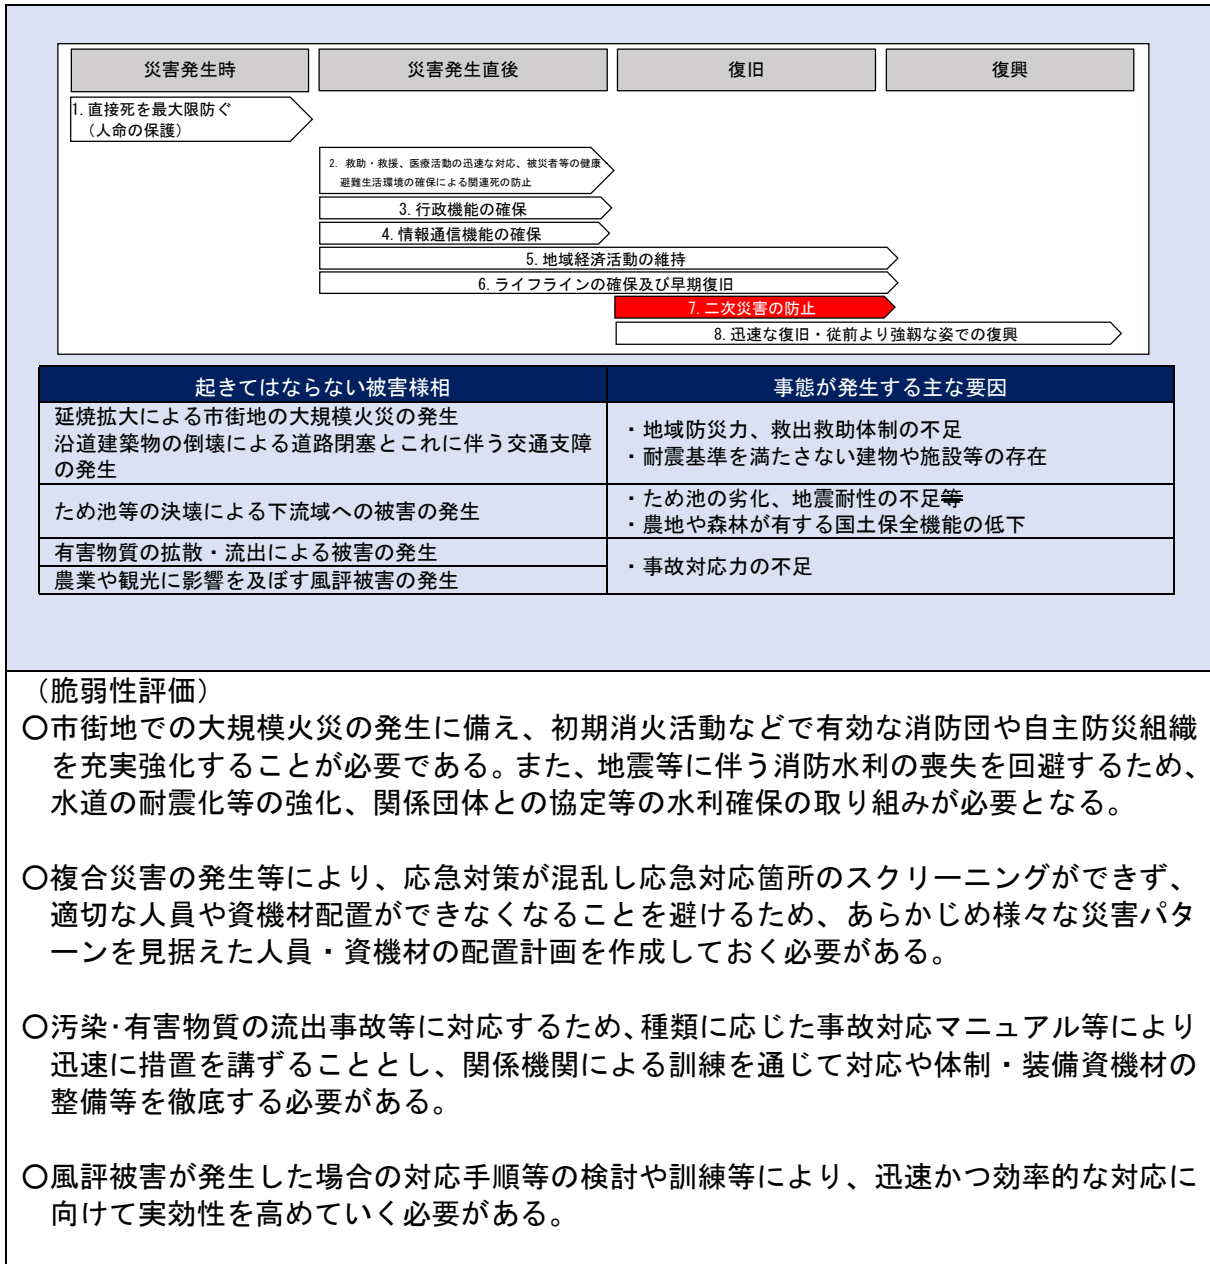 災害発生時
災害発生直後
復旧
復興
1. 直接死を最大限防ぐ
（人命の保護）
2. 救助・救援、医療活動の迅速な対応、被災者等の健康
避難生活環境の確保による関連死の防止
3. 行政機能の確保
4. 情報通信機能の確保
5. 地域経済活動の維持
6. ライフラインの確保及び早期復旧
7. 二次災害の防止
8. 迅速な復旧・従前より強靱な姿での復興
起きてはならない被害様相
事態が発生する主な要因
延焼拡大による市街地の大規模火災の発生
沿道建築物の倒壊による道路閉塞とこれに伴う交通支障
の発生
・地域防災力、救出救助体制の不足
・耐震基準を満たさない建物や施設等の存在
ため池等の決壊による下流域への被害の発生
・ため池の劣化、地震耐性の不足等
・農地や森林が有する国土保全機能の低下
有害物質の拡散・流出による被害の発生
農業や観光に影響を及ぼす風評被害の発生
・事故対応力の不足
（脆弱性評価）
〇市街地での大規模火災の発生に備え、初期消火活動などで有効な消防団や自主防災組織
を充実強化することが必要である。また、地震等に伴う消防水利の喪失を回避するため、
水道の耐震化等の強化、関係団体との協定等の水利確保の取り組みが必要となる。
〇複合災害の発生等により、応急対策が混乱し応急対応箇所のスクリーニングができず、
適切な人員や資機材配置ができなくなることを避けるため、あらかじめ様々な災害パタ
ーンを見据えた人員・資機材の配置計画を作成しておく必要がある。
〇汚染･有害物質の流出事故等に対応するため、種類に応じた事故対応マニュアル等により
迅速に措置を講ずることとし、関係機関による訓練を通じて対応や体制・装備資機材の
整備等を徹底する必要がある。
〇風評被害が発生した場合の対応手順等の検討や訓練等により、迅速かつ効率的な対応に
向けて実効性を高めていく必要がある。